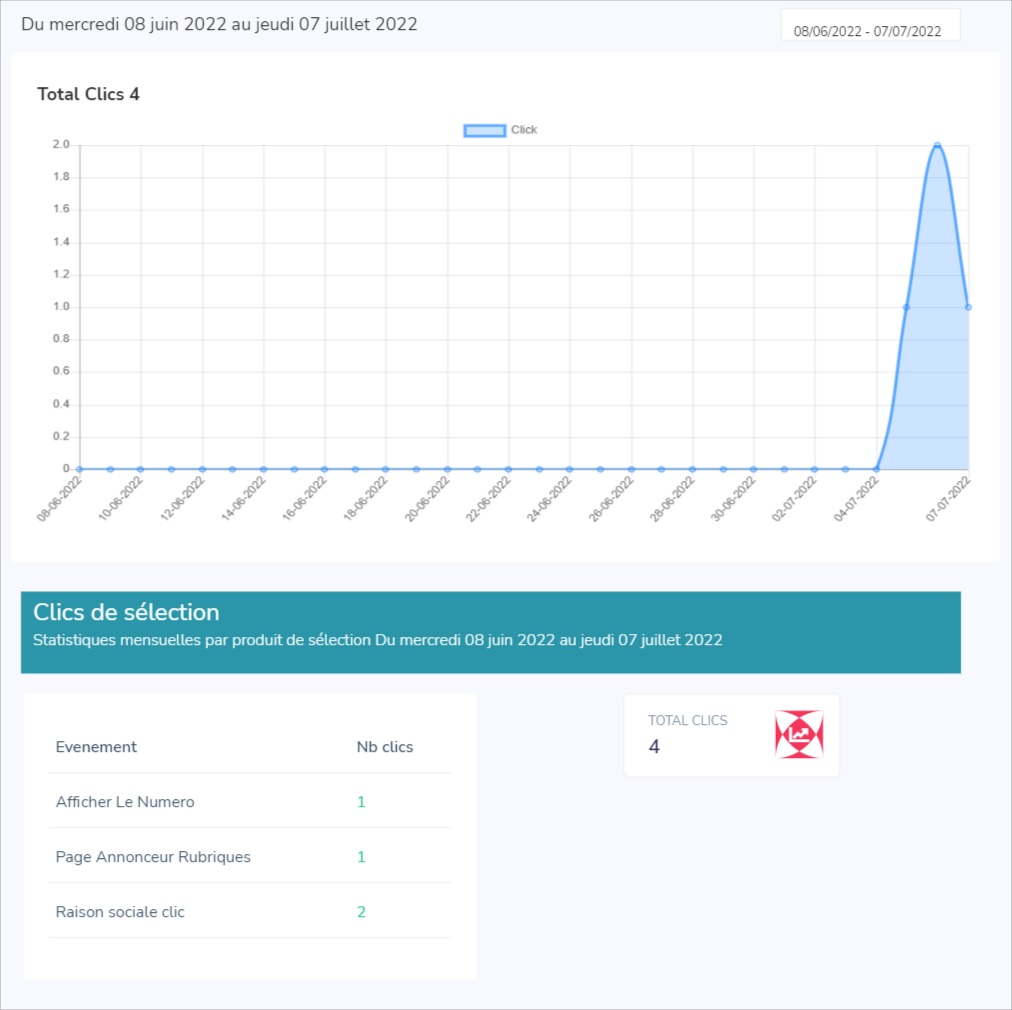 Du mercredi 08 juin 2022 au jeudi 07 juillet 2022
08/06/2022 - 07/07/2022
Total Clics 4
Click
2.0
1.8
1.6
1.4
1.2
1.0
0.8
0.6
0.4
0.2
0
08-06-2022
10-06-2022
12-06-2022
14-06-2022
16-06-2022
18-06-2022
20-06-2022
22-06-2022
24-06-2022
26-06-2022
28-06-2022
30-06-2022
02-07-2022
04-07-2022
07-07-2022
Clics de sélection
Statistiques mensuelles par produit de sélection Du mercredi 08 juin 2022 au jeudi 07 juillet 2022
Evenement Nb clics
Afficher Le Numero 1
Page Annonceur Rubriques 1
Raison sociale clic 2
TOTAL CLICS
4